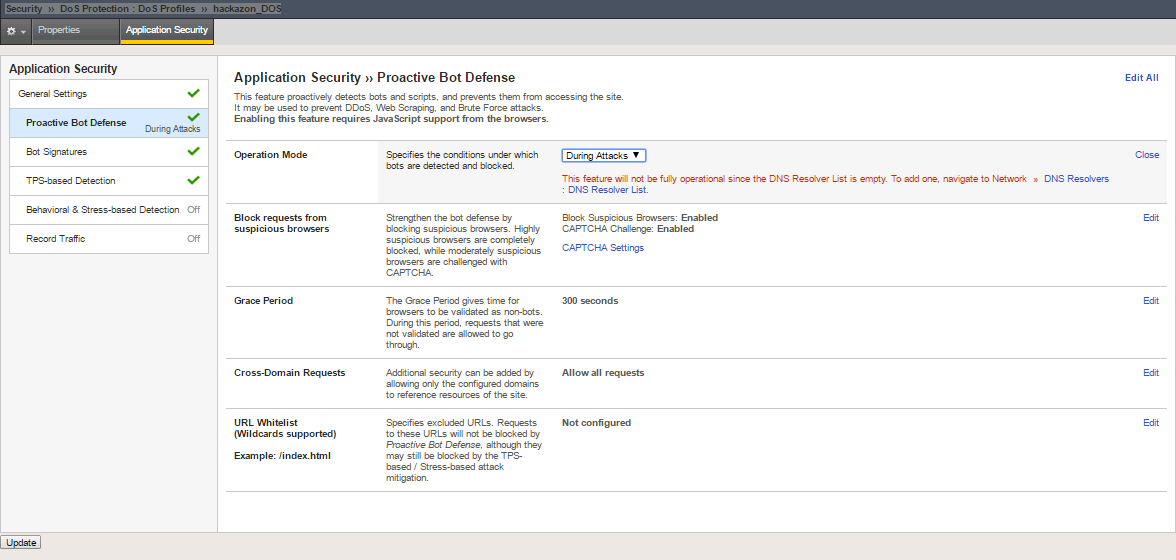 Security » DoS Protection : DoS Profiles » hackazon_DOS
Properties
Application Security
Application Security
General Settings
Proactive Bot Defense
During Attacks
Bot Signatures
TPS-based Detection
Behavioral & Stress-based Detection Off
Record Traffic Off
Application Security » Proactive Bot Defense
Edit All
This feature proactively detects bots and scripts, and prevents them from accessing the site.
It may be used to prevent DDoS, Web Scraping, and Brute Force attacks.
Enabling this feature requires JavaScript support from the browsers.
Operation Mode
Specifies the conditions under which
bots are detected and blocked.
During Attacks ▼
Close
This feature will not be fully operational since the DNS Resolver List is empty. To add one, navigate to Network » DNS Resolvers
: DNS Resolver List.
Block requests from
suspicious browsers
Strengthen the bot defense by
blocking suspicious browsers. Highly
suspicious browsers are completely
blocked, while moderately suspicious
browsers are challenged with
CAPTCHA.
Block Suspicious Browsers: Enabled
CAPTCHA Challenge: Enabled
CAPTCHA Settings
Edit
Grace Period
The Grace Period gives time for
browsers to be validated as non-bots.
During this period, requests that were
not validated are allowed to go
through.
300 seconds
Edit
Cross-Domain Requests
Additional security can be added by
allowing only the configured domains
to reference resources of the site.
Allow all requests
Edit
URL Whitelist
(Wildcards supported)
Example: /index.html
Specifies excluded URLs. Requests
to these URLs will not be blocked by
Proactive Bot Defense, although they
may still be blocked by the TPS-
based / Stress-based attack
mitigation.
Not configured
Edit
Update